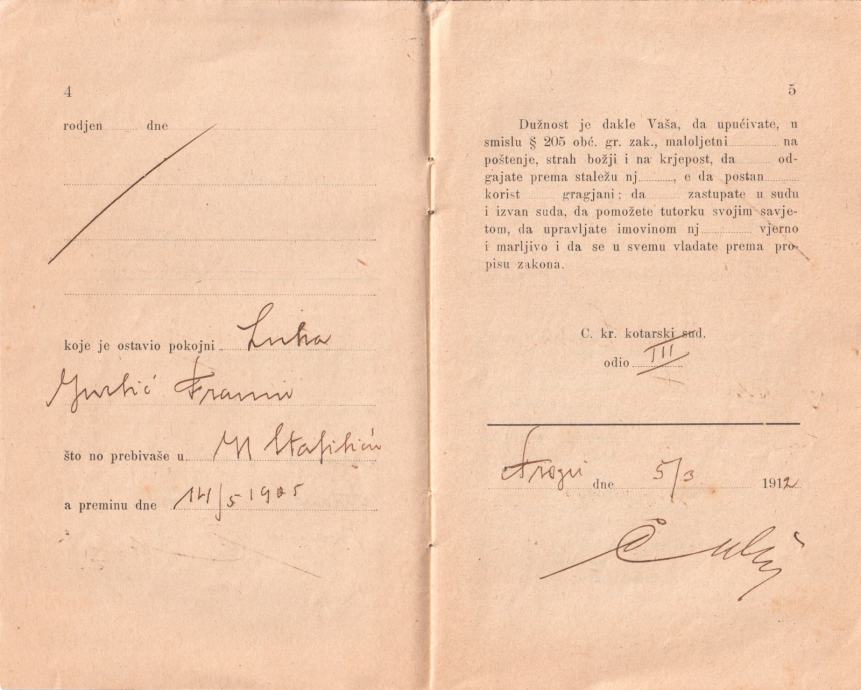 4
rodjen dne
koje je ostavio pokojni Luka
što no prebivaše u
a preminu dne 14/5 1905
5
Dužnost je dakle Vaša, da upućivate, u
smislu § 205 obć. gr. zak., maloljetni na
poštenje, strah božji i na krjepost, da od-
gajate prema staležu nj , e da postan
korist gragjani; da zastupate u sudu
i izvan suda, da pomožete tutorku svojim savje-
tom, da upravljate imovinom nj vjerno
i marljivo i da se u svemu vladate prema pro-
pisu zakona.
C. kr. kotarski sud.
odio III
dne 5/3 1912